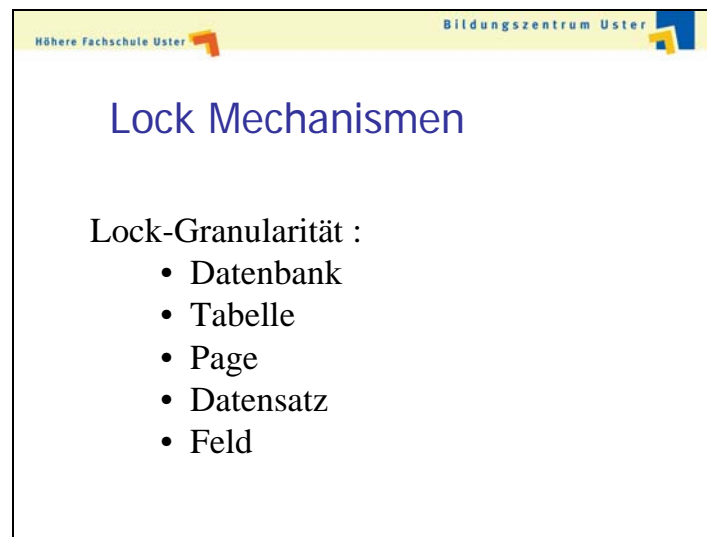 Höhere Fachschule Uster
Bildungszentrum Uster
Lock Mechanismen
Lock-Granularität :
• Datenbank
• Tabelle
• Page
• Datensatz
• Feld